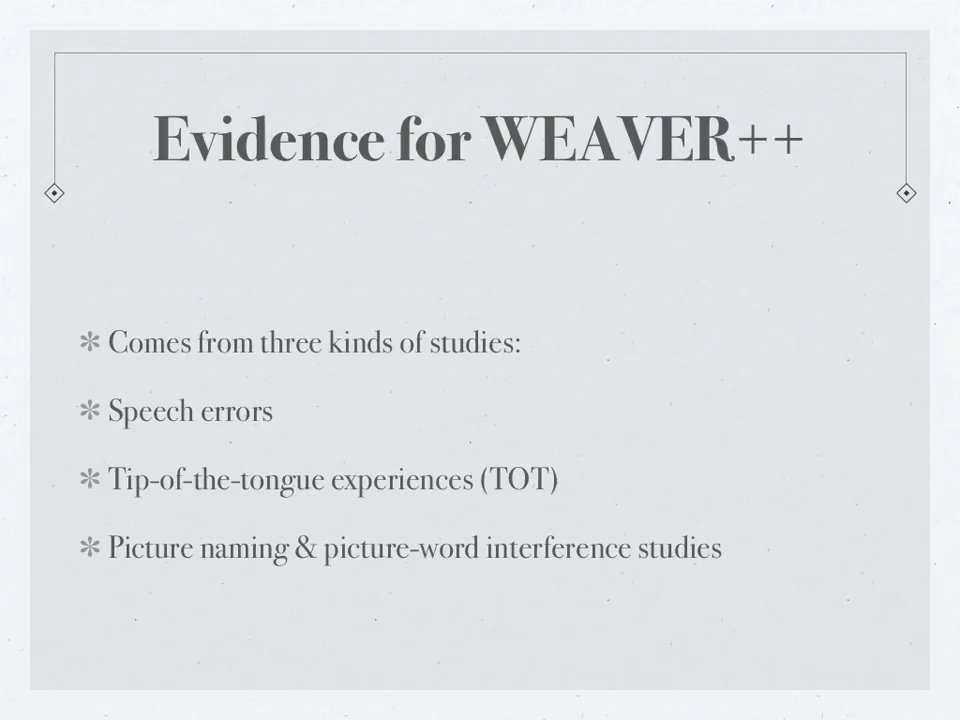 Evidence for WEAVER++
Comes from three kinds of studies:
Speech errors
Tip-of-the-tongue experiences (TOT)
Picture naming & picture-word interference studies